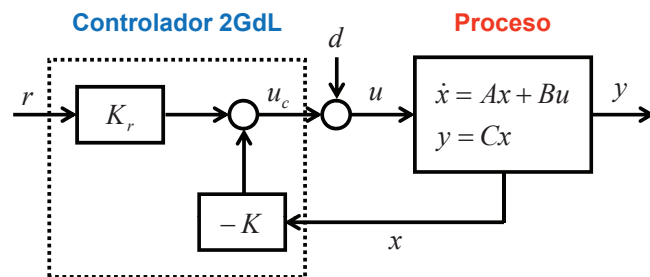 Controlador 2GdL
Proceso
d
r
K_r
u_c
u
ẋ = Ax + Bu
y = Cx
y
−K
x